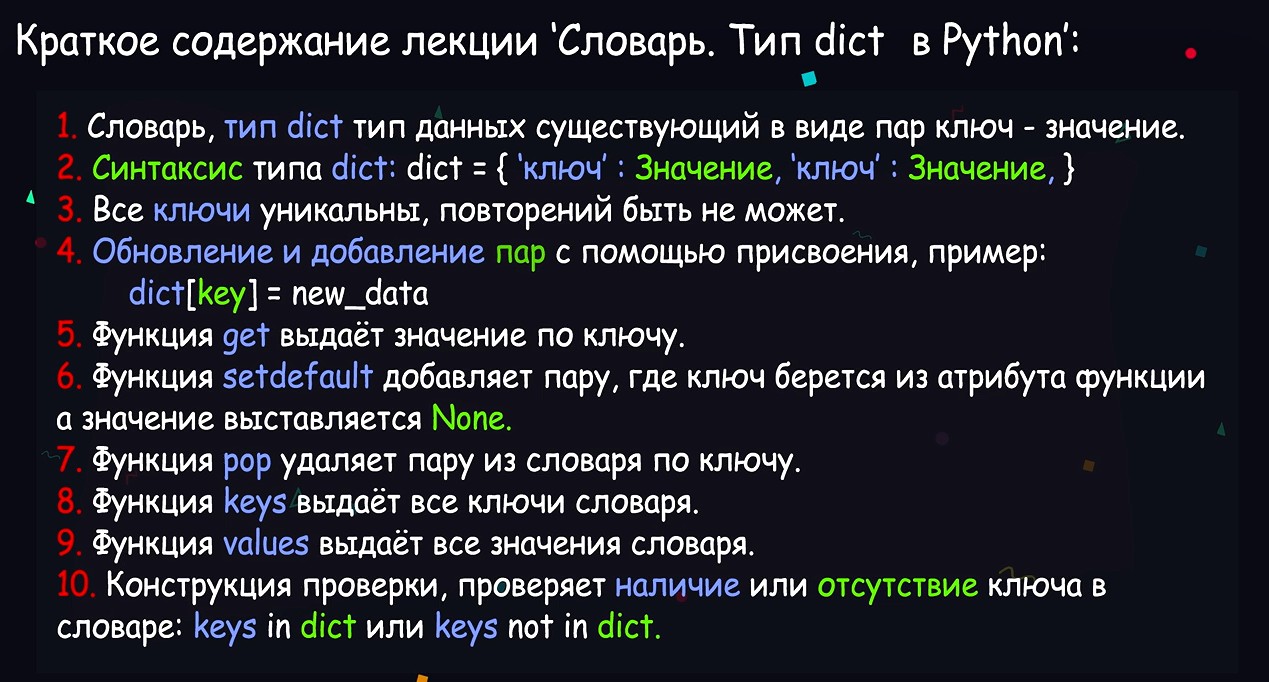 Краткое содержание лекции ‘Словарь. Тип dict в Python’:
1. Словарь, тип dict тип данных существующий в виде пар ключ - значение.
2. Синтаксис типа dict: dict = { ‘ключ’ : Значение, ‘ключ’ : Значение, }
3. Все ключи уникальны, повторений быть не может.
4. Обновление и добавление пар с помощью присвоения, пример:
dict[key] = new_data
5. Функция get выдаёт значение по ключу.
6. Функция setdefault добавляет пару, где ключ берется из атрибута функции
а значение выставляется None.
7. Функция pop удаляет пару из словаря по ключу.
8. Функция keys выдаёт все ключи словаря.
9. Функция values выдаёт все значения словаря.
10. Конструкция проверки, проверяет наличие или отсутствие ключа в
словаре: keys in dict или keys not in dict.